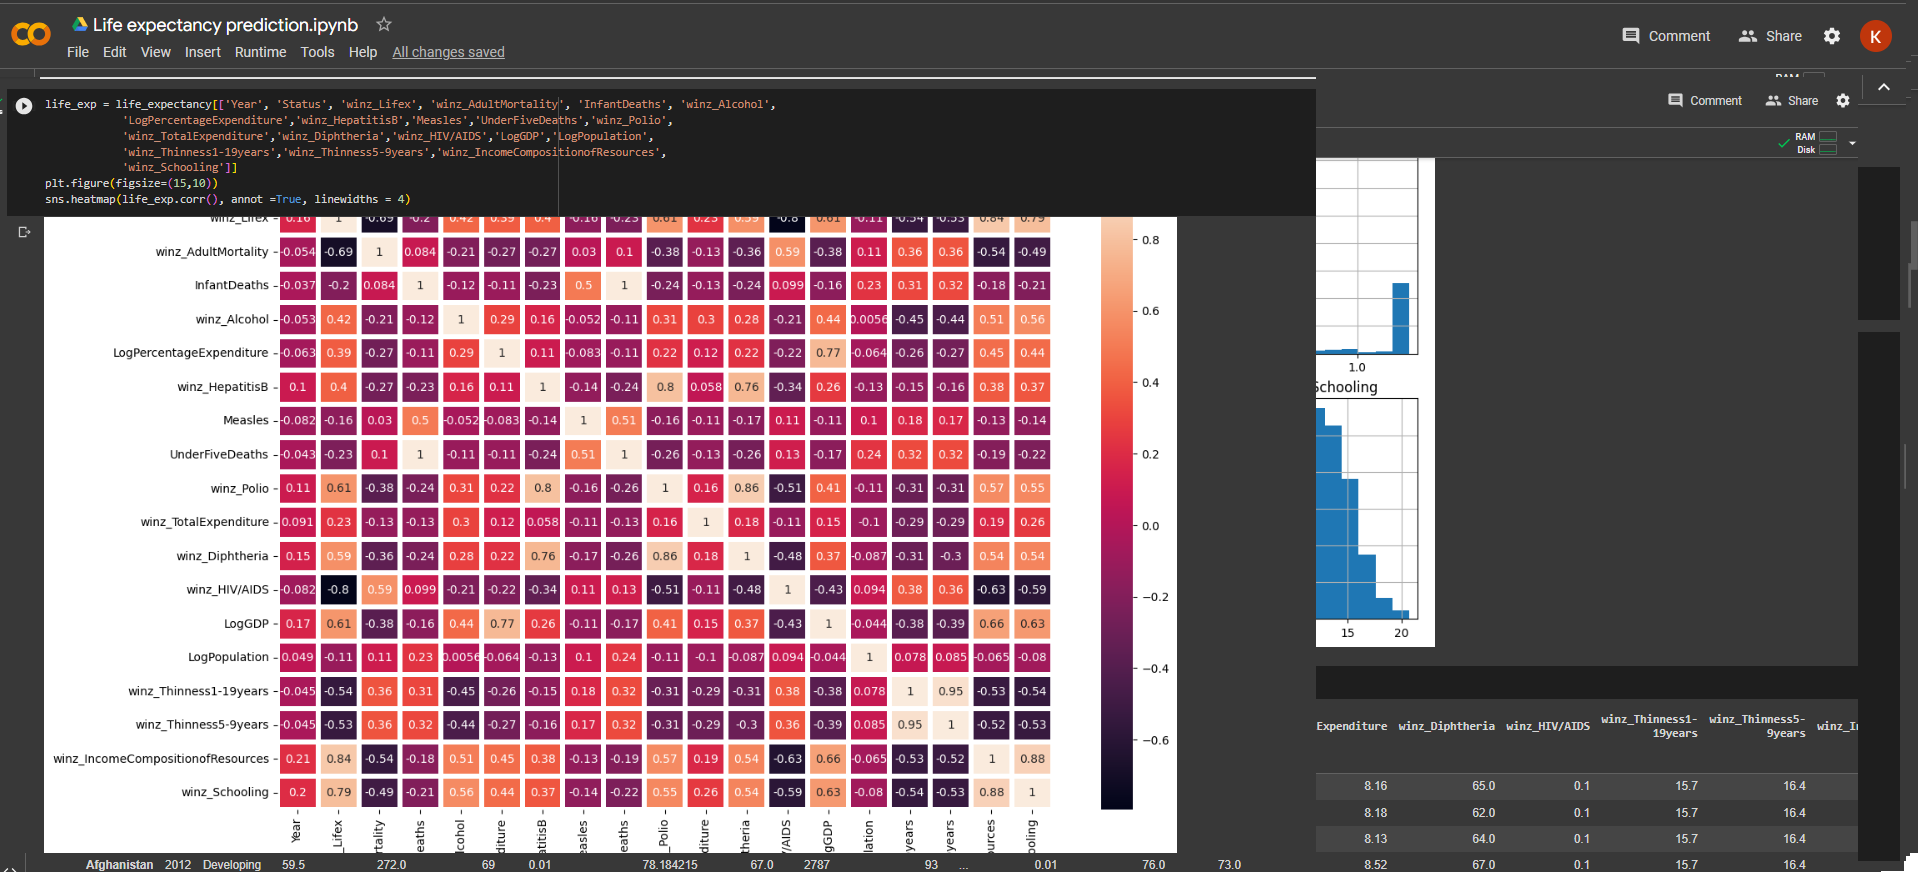 Life expectancy prediction.ipynb
File Edit View Insert Runtime Tools Help All changes saved
Comment Share K
Comment Share
RAM
Disk
life_exp = life_expectancy[['Year', 'Status', 'winz_Lifex', 'winz_AdultMortality', 'InfantDeaths', 'winz_Alcohol',
'LogPercentageExpenditure','winz_HepatitisB','Measles','UnderFiveDeaths','winz_Polio',
'winz_TotalExpenditure','winz_Diphtheria','winz_HIV/AIDS','LogGDP','LogPopulation',
'winz_Thinness1-19years','winz_Thinness5-9years','winz_IncomeCompositionofResources',
'winz_Schooling']]
plt.figure(figsize=(15,10))
sns.heatmap(life_exp.corr(), annot =True, linewidths = 4)
winz_Lifex 0.16 1 -0.69 -0.2 0.42 0.39 0.4 -0.16 -0.23 0.61 0.23 0.59 -0.8 0.61 -0.11 -0.54 -0.53 0.84 0.79
winz_AdultMortality -0.054 -0.69 1 0.084 -0.21 -0.27 -0.27 0.03 0.1 -0.38 -0.13 -0.36 0.59 -0.38 0.11 0.36 0.36 -0.54 -0.49
InfantDeaths -0.037 -0.2 0.084 1 -0.12 -0.11 -0.23 0.5 1 -0.24 -0.13 -0.24 0.099 -0.16 0.23 0.31 0.32 -0.18 -0.21
winz_Alcohol -0.053 0.42 -0.21 -0.12 1 0.29 0.16 -0.052 -0.11 0.31 0.3 0.28 -0.21 0.44 0.0056 -0.45 -0.44 0.51 0.56
LogPercentageExpenditure -0.063 0.39 -0.27 -0.11 0.29 1 0.11 -0.083 -0.11 0.22 0.12 0.22 -0.22 0.77 -0.064 -0.26 -0.27 0.45 0.44
winz_HepatitisB 0.1 0.4 -0.27 -0.23 0.16 0.11 1 -0.14 -0.24 0.8 0.058 0.76 -0.34 0.26 -0.13 -0.15 -0.16 0.38 0.37
Measles -0.082 -0.16 0.03 0.5 -0.052 -0.083 -0.14 1 0.51 -0.16 -0.11 -0.17 0.11 -0.11 0.1 0.18 0.17 -0.13 -0.14
UnderFiveDeaths -0.043 -0.23 0.1 1 -0.11 -0.11 -0.24 0.51 1 -0.26 -0.13 -0.26 0.13 -0.17 0.24 0.32 0.32 -0.19 -0.22
winz_Polio 0.11 0.61 -0.38 -0.24 0.31 0.22 0.8 -0.16 -0.26 1 0.16 0.86 -0.51 0.41 -0.11 -0.31 -0.31 0.57 0.55
winz_TotalExpenditure 0.091 0.23 -0.13 -0.13 0.3 0.12 0.058 -0.11 -0.13 0.16 1 0.18 -0.11 0.15 -0.1 -0.29 -0.29 0.19 0.26
winz_Diphtheria 0.15 0.59 -0.36 -0.24 0.28 0.22 0.76 -0.17 -0.26 0.86 0.18 1 -0.48 0.37 -0.087 -0.31 -0.3 0.54 0.54
winz_HIV/AIDS -0.082 -0.8 0.59 0.099 -0.21 -0.22 -0.34 0.11 0.13 -0.51 -0.11 -0.48 1 -0.43 0.094 0.38 0.36 -0.63 -0.59
LogGDP 0.17 0.61 -0.38 -0.16 0.44 0.77 0.26 -0.11 -0.17 0.41 0.15 0.37 -0.43 1 -0.044 -0.38 -0.39 0.66 0.63
LogPopulation 0.049 -0.11 0.11 0.23 0.0056 -0.064 -0.13 0.1 0.24 -0.11 -0.1 -0.087 0.094 -0.044 1 0.078 0.085 -0.065 -0.08
winz_Thinness1-19years -0.045 -0.54 0.36 0.31 -0.45 -0.26 -0.15 0.18 0.32 -0.31 -0.29 -0.31 0.38 -0.38 0.078 1 0.95 -0.53 -0.54
winz_Thinness5-9years -0.045 -0.53 0.36 0.32 -0.44 -0.27 -0.16 0.17 0.32 -0.31 -0.29 -0.3 0.36 -0.39 0.085 0.95 1 -0.52 -0.53
winz_IncomeCompositionofResources 0.21 0.84 -0.54 -0.18 0.51 0.45 0.38 -0.13 -0.19 0.57 0.19 0.54 -0.63 0.66 -0.065 -0.53 -0.52 1 0.88
winz_Schooling 0.2 0.79 -0.49 -0.21 0.56 0.44 0.37 -0.14 -0.22 0.55 0.26 0.54 -0.59 0.63 -0.08 -0.54 -0.53 0.88 1
Year _Lifex rtality eaths lcohol diture atitisB easles eaths _Polio diture theria //AIDS gGDP lation years years ources ooling
0.8
0.6
0.4
0.2
0.0
−0.2
−0.4
−0.6
1.0
Schooling
15 20
Expenditure winz_Diphtheria winz_HIV/AIDS winz_Thinness1-19years winz_Thinness5-9years winz_I
8.16 65.0 0.1 15.7 16.4
8.18 62.0 0.1 15.7 16.4
8.13 64.0 0.1 15.7 16.4
8.52 67.0 0.1 15.7 16.4
Afghanistan 2012 Developing 59.5 272.0 69 0.01 78.184215 67.0 2787 93 ... 0.01 76.0 73.0